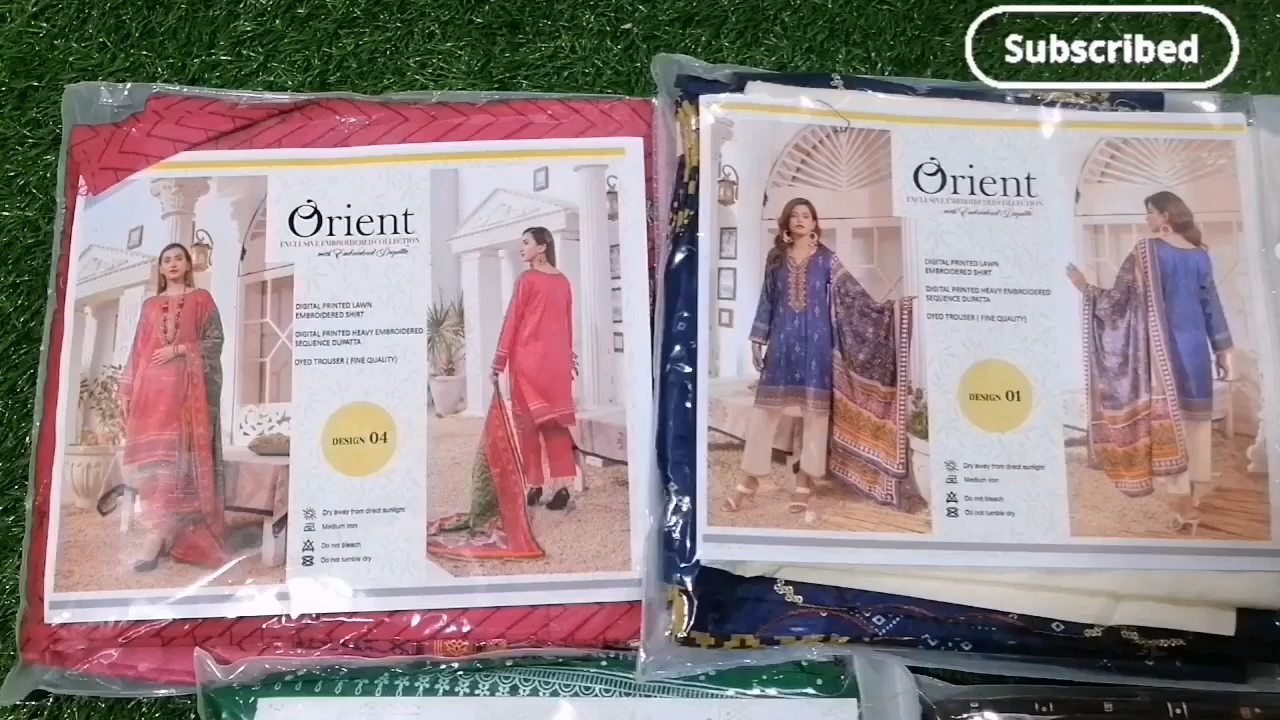 Subscribed
Orient
EXCLUSIVE EMBROIDERED COLLECTION
with Embroidered Dupatta
DIGITAL PRINTED LAWN
EMBROIDERED SHIRT
DIGITAL PRINTED HEAVY EMBROIDERED
SEQUENCE DUPATTA
DYED TROUSER ( FINE QUALITY)
DESIGN 04
Dry away from direct sunlight
Medium iron
Do not bleach
Do not tumble dry
Orient
EXCLUSIVE EMBROIDERED COLLECTION
with Embroidered Dupatta
DIGITAL PRINTED LAWN
EMBROIDERED SHIRT
DIGITAL PRINTED HEAVY EMBROIDERED
SEQUENCE DUPATTA
DYED TROUSER ( FINE QUALITY)
DESIGN 01
Dry away from direct sunlight
Medium iron
Do not bleach
Do not tumble dry